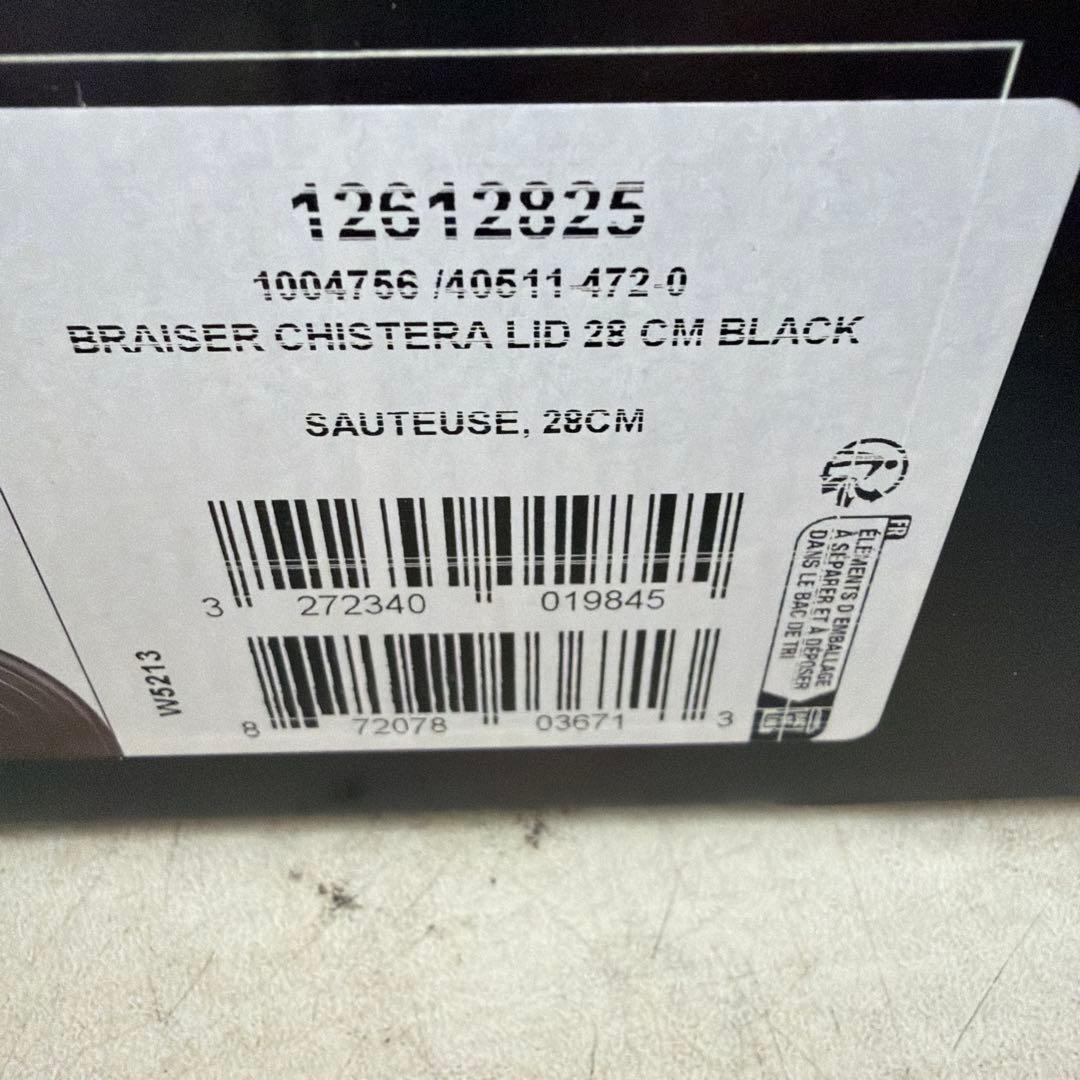 12612825
1004756 /40511-472-0
BRAISER CHISTERA LID 28 CM BLACK
SAUTEUSE, 28CM
3 272340 019845
8 72078 03671 3
W5213
FR
ÉLÉMENTS D'EMBALLAGE
À SÉPARER ET À DÉPOSER
DANS LE BAC DE TRI